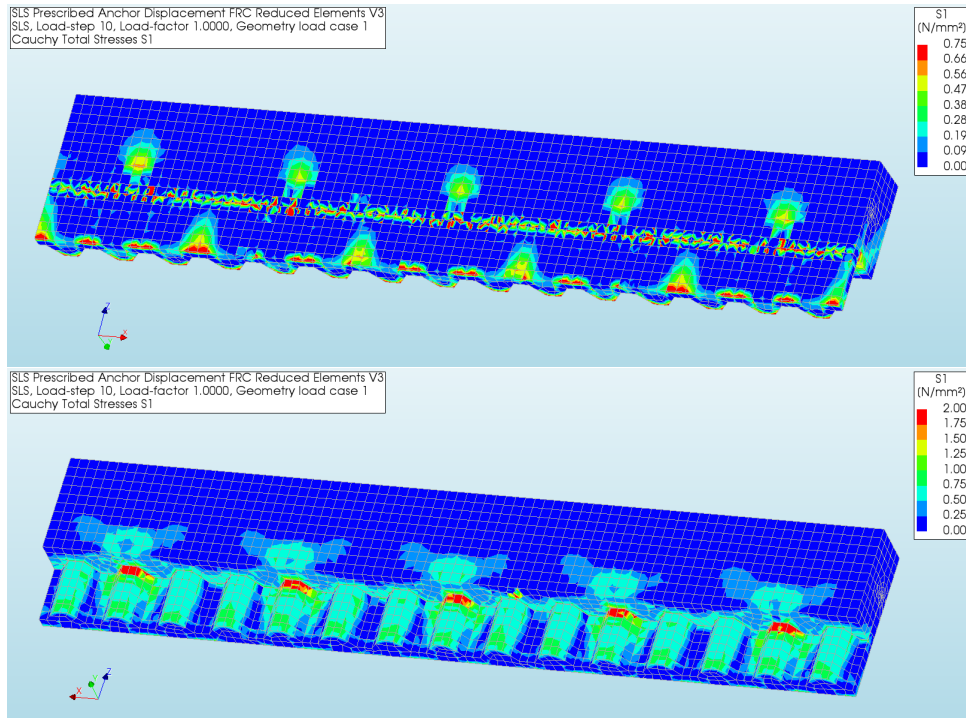 SLS Prescribed Anchor Displacement FRC Reduced Elements V3
SLS, Load-step 10, Load-factor 1.0000, Geometry load case 1
Cauchy Total Stresses S1
S1
(N/mm²)
0.75
0.66
0.56
0.47
0.38
0.28
0.19
0.09
0.00
Z
X
Y
SLS Prescribed Anchor Displacement FRC Reduced Elements V3
SLS, Load-step 10, Load-factor 1.0000, Geometry load case 1
Cauchy Total Stresses S1
S1
(N/mm²)
2.00
1.75
1.50
1.25
1.00
0.75
0.50
0.25
0.00
Z
Y
X